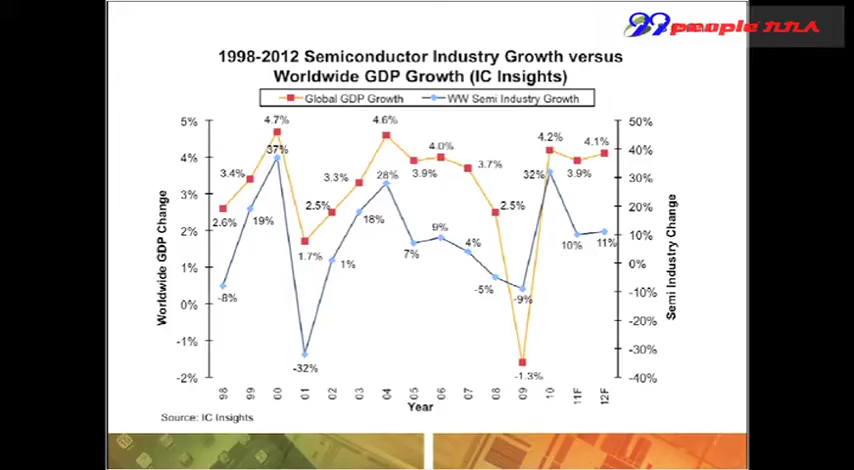 99 people ススム
1998-2012 Semiconductor Industry Growth versus
Worldwide GDP Growth (IC Insights)
Global GDP Growth WW Semi Industry Growth
5% 4.7% 4.6% 50%
37% 4.2% 4.1%
4% 4.0% 40%
3.4% 3.9% 3.7% 32% 3.9%
3% 3.3% 28% 30%
2.6% 19% 2.5% 18% 2.5% 20%
2% 9% 10%
1.7% 1% 7% 4% 10% 11%
1% 0%
0% -8% -5% -9% -10%
-1% -20%
-32% -1.3% -30%
-2% -40%
Worldwide GDP Change
Semi Industry Change
98 99 00 01 02 03 04 05 06 07 08 09 10 11F 12F
Year
Source: IC Insights